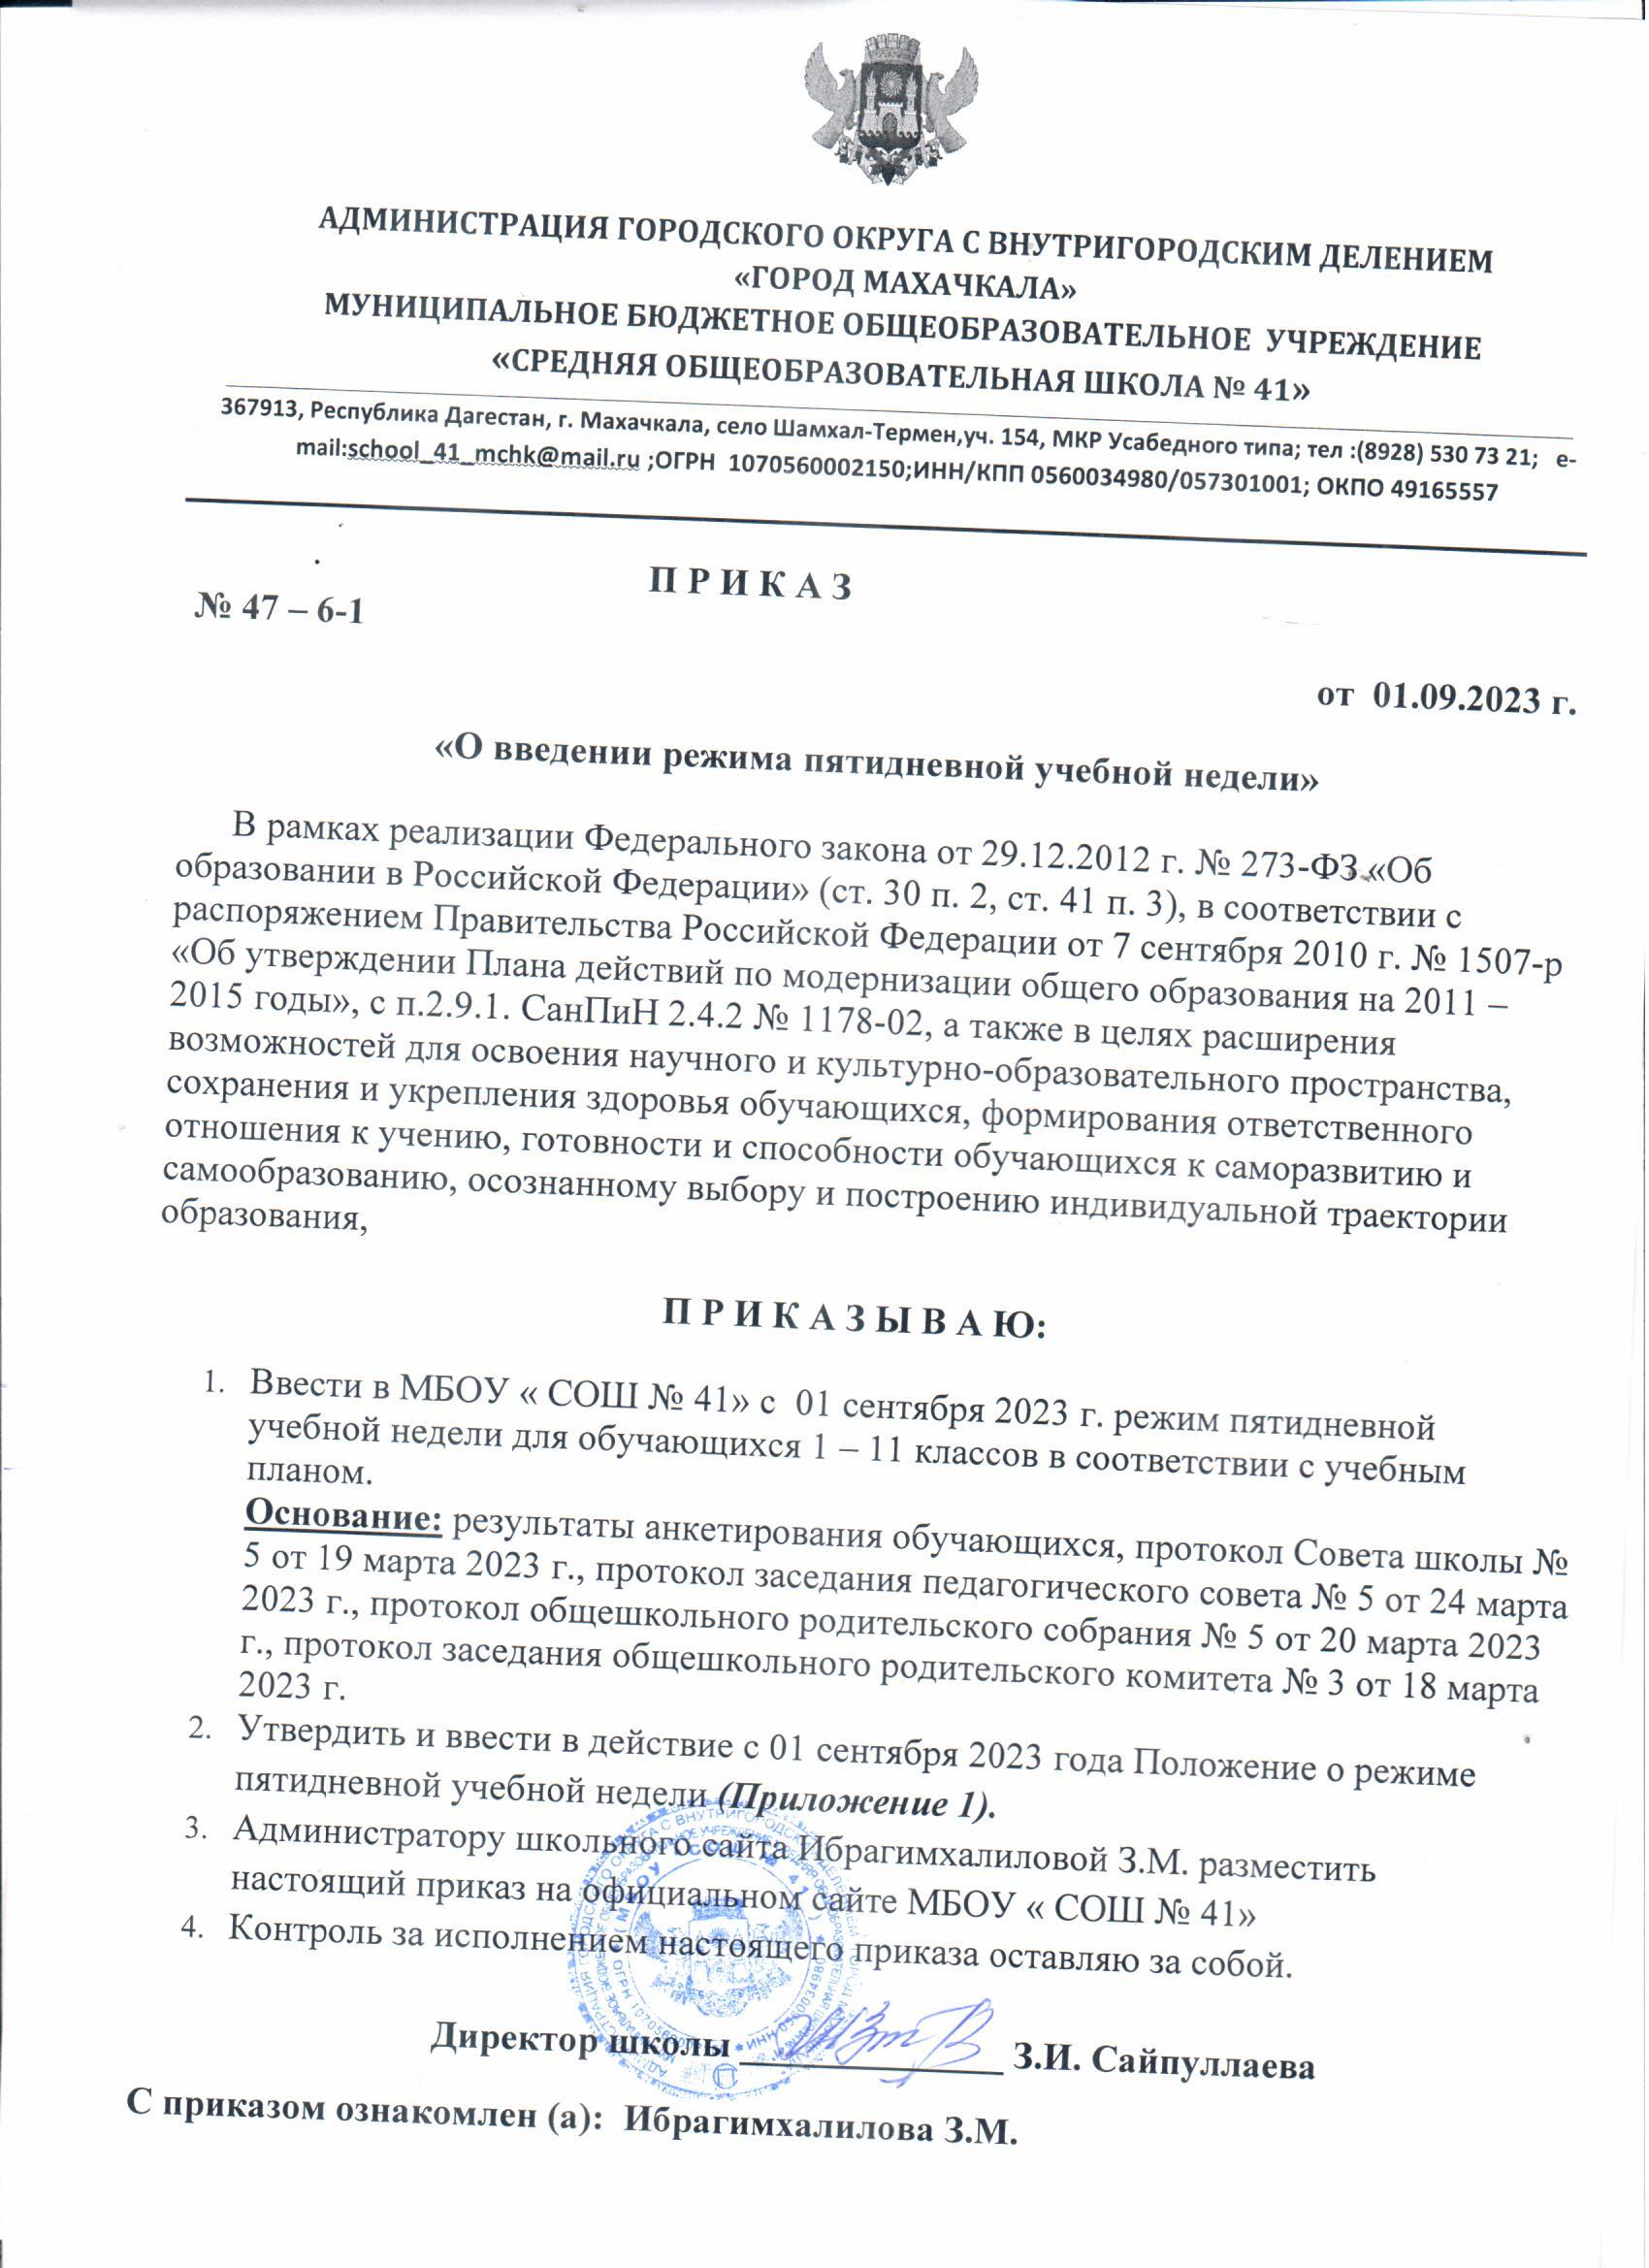 АДМИНИСТРАЦИЯ ГОРОДСКОГО ОКРУГА С ВНУТРИГОРОДСКИМ ДЕЛЕНИЕМ
«ГОРОД МАХАЧКАЛА»
МУНИЦИПАЛЬНОЕ БЮДЖЕТНОЕ ОБЩЕОБРАЗОВАТЕЛЬНОЕ УЧРЕЖДЕНИЕ
«СРЕДНЯЯ ОБЩЕОБРАЗОВАТЕЛЬНАЯ ШКОЛА № 41»
367913, Республика Дагестан, г. Махачкала, село Шамхал-Термен,уч. 154, МКР Усабедного типа; тел :(8928) 530 73 21; e-
mail:school_41_mchk@mail.ru ;ОГРН 1070560002150;ИНН/КПП 0560034980/057301001; ОКПО 49165557
П Р И К А З
№ 47 – 6-1
от 01.09.2023 г.
«О введении режима пятидневной учебной недели»
В рамках реализации Федерального закона от 29.12.2012 г. № 273-ФЗ «Об
образовании в Российской Федерации» (ст. 30 п. 2, ст. 41 п. 3), в соответствии с
распоряжением Правительства Российской Федерации от 7 сентября 2010 г. № 1507-р
«Об утверждении Плана действий по модернизации общего образования на 2011 –
2015 годы», с п.2.9.1. СанПиН 2.4.2 № 1178-02, а также в целях расширения
возможностей для освоения научного и культурно-образовательного пространства,
сохранения и укрепления здоровья обучающихся, формирования ответственного
отношения к учению, готовности и способности обучающихся к саморазвитию и
самообразованию, осознанному выбору и построению индивидуальной траектории
образования,
П Р И К А З Ы В А Ю:
1. Ввести в МБОУ « СОШ № 41» с 01 сентября 2023 г. режим пятидневной
учебной недели для обучающихся 1 – 11 классов в соответствии с учебным
планом.
Основание: результаты анкетирования обучающихся, протокол Совета школы №
5 от 19 марта 2023 г., протокол заседания педагогического совета № 5 от 24 марта
2023 г., протокол общешкольного родительского собрания № 5 от 20 марта 2023
г., протокол заседания общешкольного родительского комитета № 3 от 18 марта
2023 г.
2. Утвердить и ввести в действие с 01 сентября 2023 года Положение о режиме
пятидневной учебной недели (Приложение 1).
3. Администратору школьного сайта Ибрагимхалиловой З.М. разместить
настоящий приказ на официальном сайте МБОУ « СОШ № 41»
4. Контроль за исполнением настоящего приказа оставляю за собой.
Директор школы ______________ З.И. Сайпуллаева
С приказом ознакомлен (а): Ибрагимхалилова З.М.